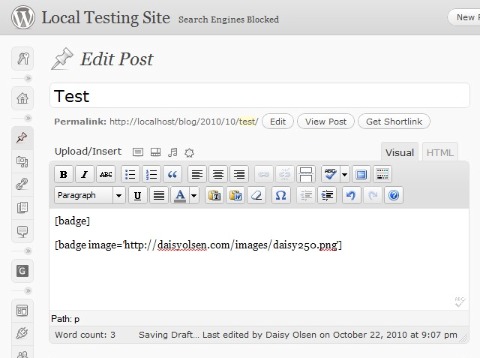 Local Testing Site Search Engines Blocked New P
Edit Post
Test
Permalink: http://localhost/blog/2010/10/test/ Edit View Post Get Shortlink
Upload/Insert Visual HTML
B I ABC
Paragraph U A
[badge]
[badge image='http://daisyolsen.com/images/daisy250.png']
Path: p
Word count: 3 Saving Draft... Last edited by Daisy Olsen on October 22, 2010 at 9:07 pm